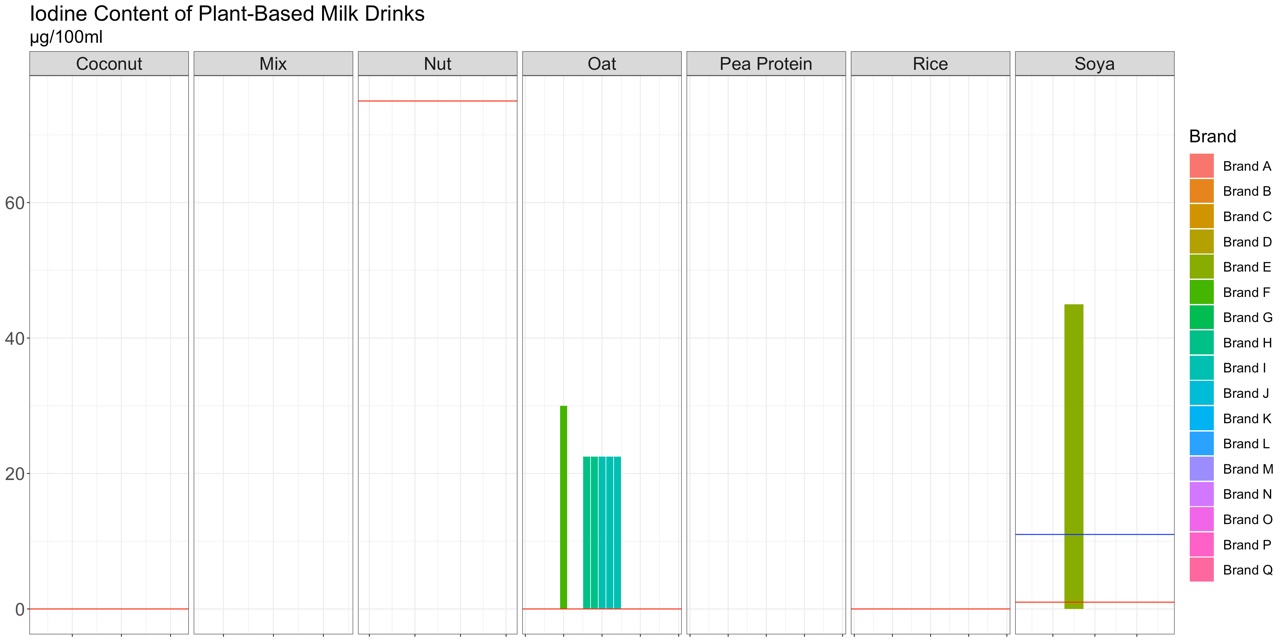 Iodine Content of Plant-Based Milk Drinks
µg/100ml
Coconut Mix Nut Oat Pea Protein Rice Soya
60
40
20
0
Brand
Brand A
Brand B
Brand C
Brand D
Brand E
Brand F
Brand G
Brand H
Brand I
Brand J
Brand K
Brand L
Brand M
Brand N
Brand O
Brand P
Brand Q